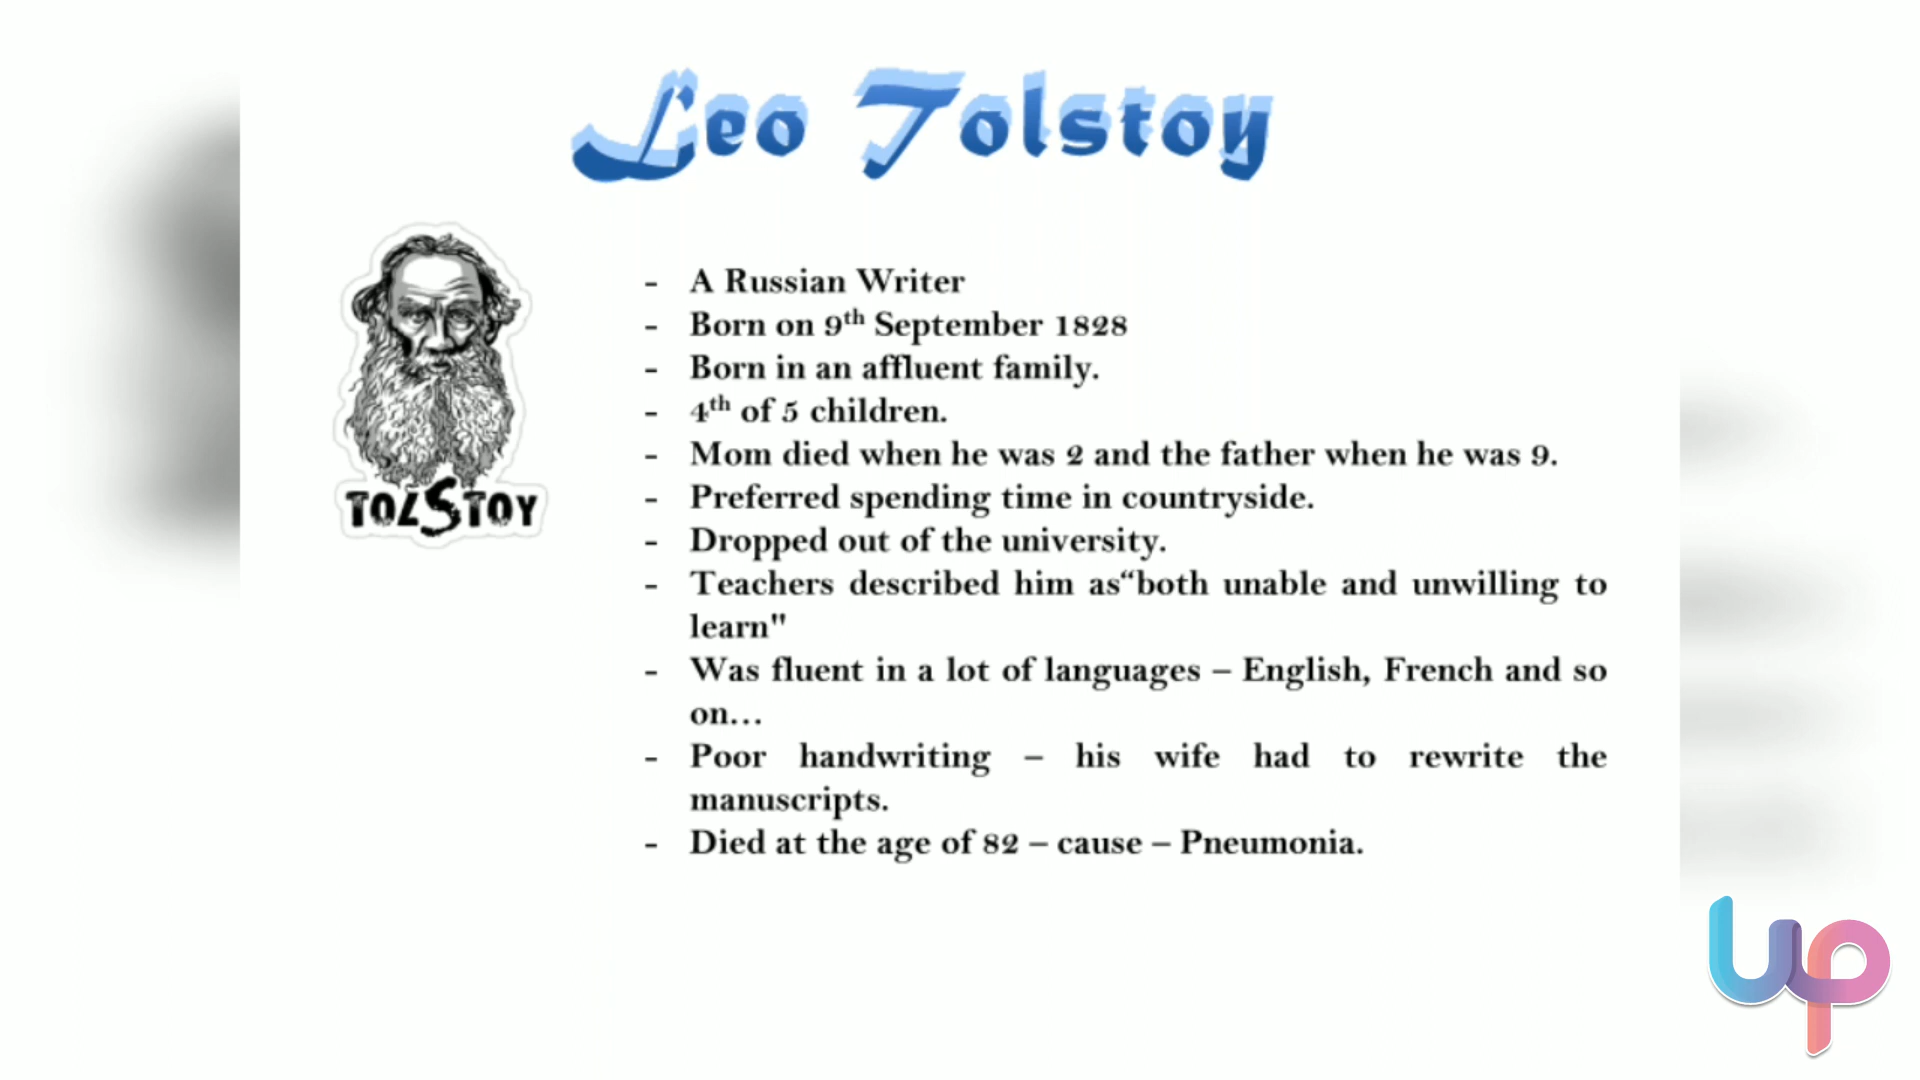 Leo Tolstoy
TOLSTOY
- A Russian Writer
- Born on 9th September 1828
- Born in an affluent family.
- 4th of 5 children.
- Mom died when he was 2 and the father when he was 9.
- Preferred spending time in countryside.
- Dropped out of the university.
- Teachers described him as“both unable and unwilling to
learn"
- Was fluent in a lot of languages – English, French and so
on…
- Poor handwriting – his wife had to rewrite the
manuscripts.
- Died at the age of 82 – cause – Pneumonia.
up